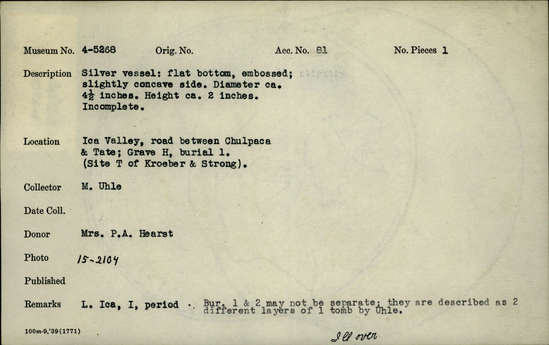 Museum No. 4-5268 Orig. No. Acc. No. 81 No. Pieces 1
Description Silver vessel: flat bottom, embossed;
slightly concave side. Diameter ca.
4½ inches. Height ca. 2 inches.
Incomplete.
Location Ica Valley, road between Chulpaca
& Tate; Grave H, burial 1.
(Site T of Kroeber & Strong).
Collector M. Uhle
Date Coll.
Donor Mrs. P.A. Hearst
Photo 15-2104
Published
Remarks L. Ica, I, period . Bur. 1 & 2 may not be separate; they are described as 2
different layers of 1 tomb by Uhle.
100m-9,'39(1771)
Ill over